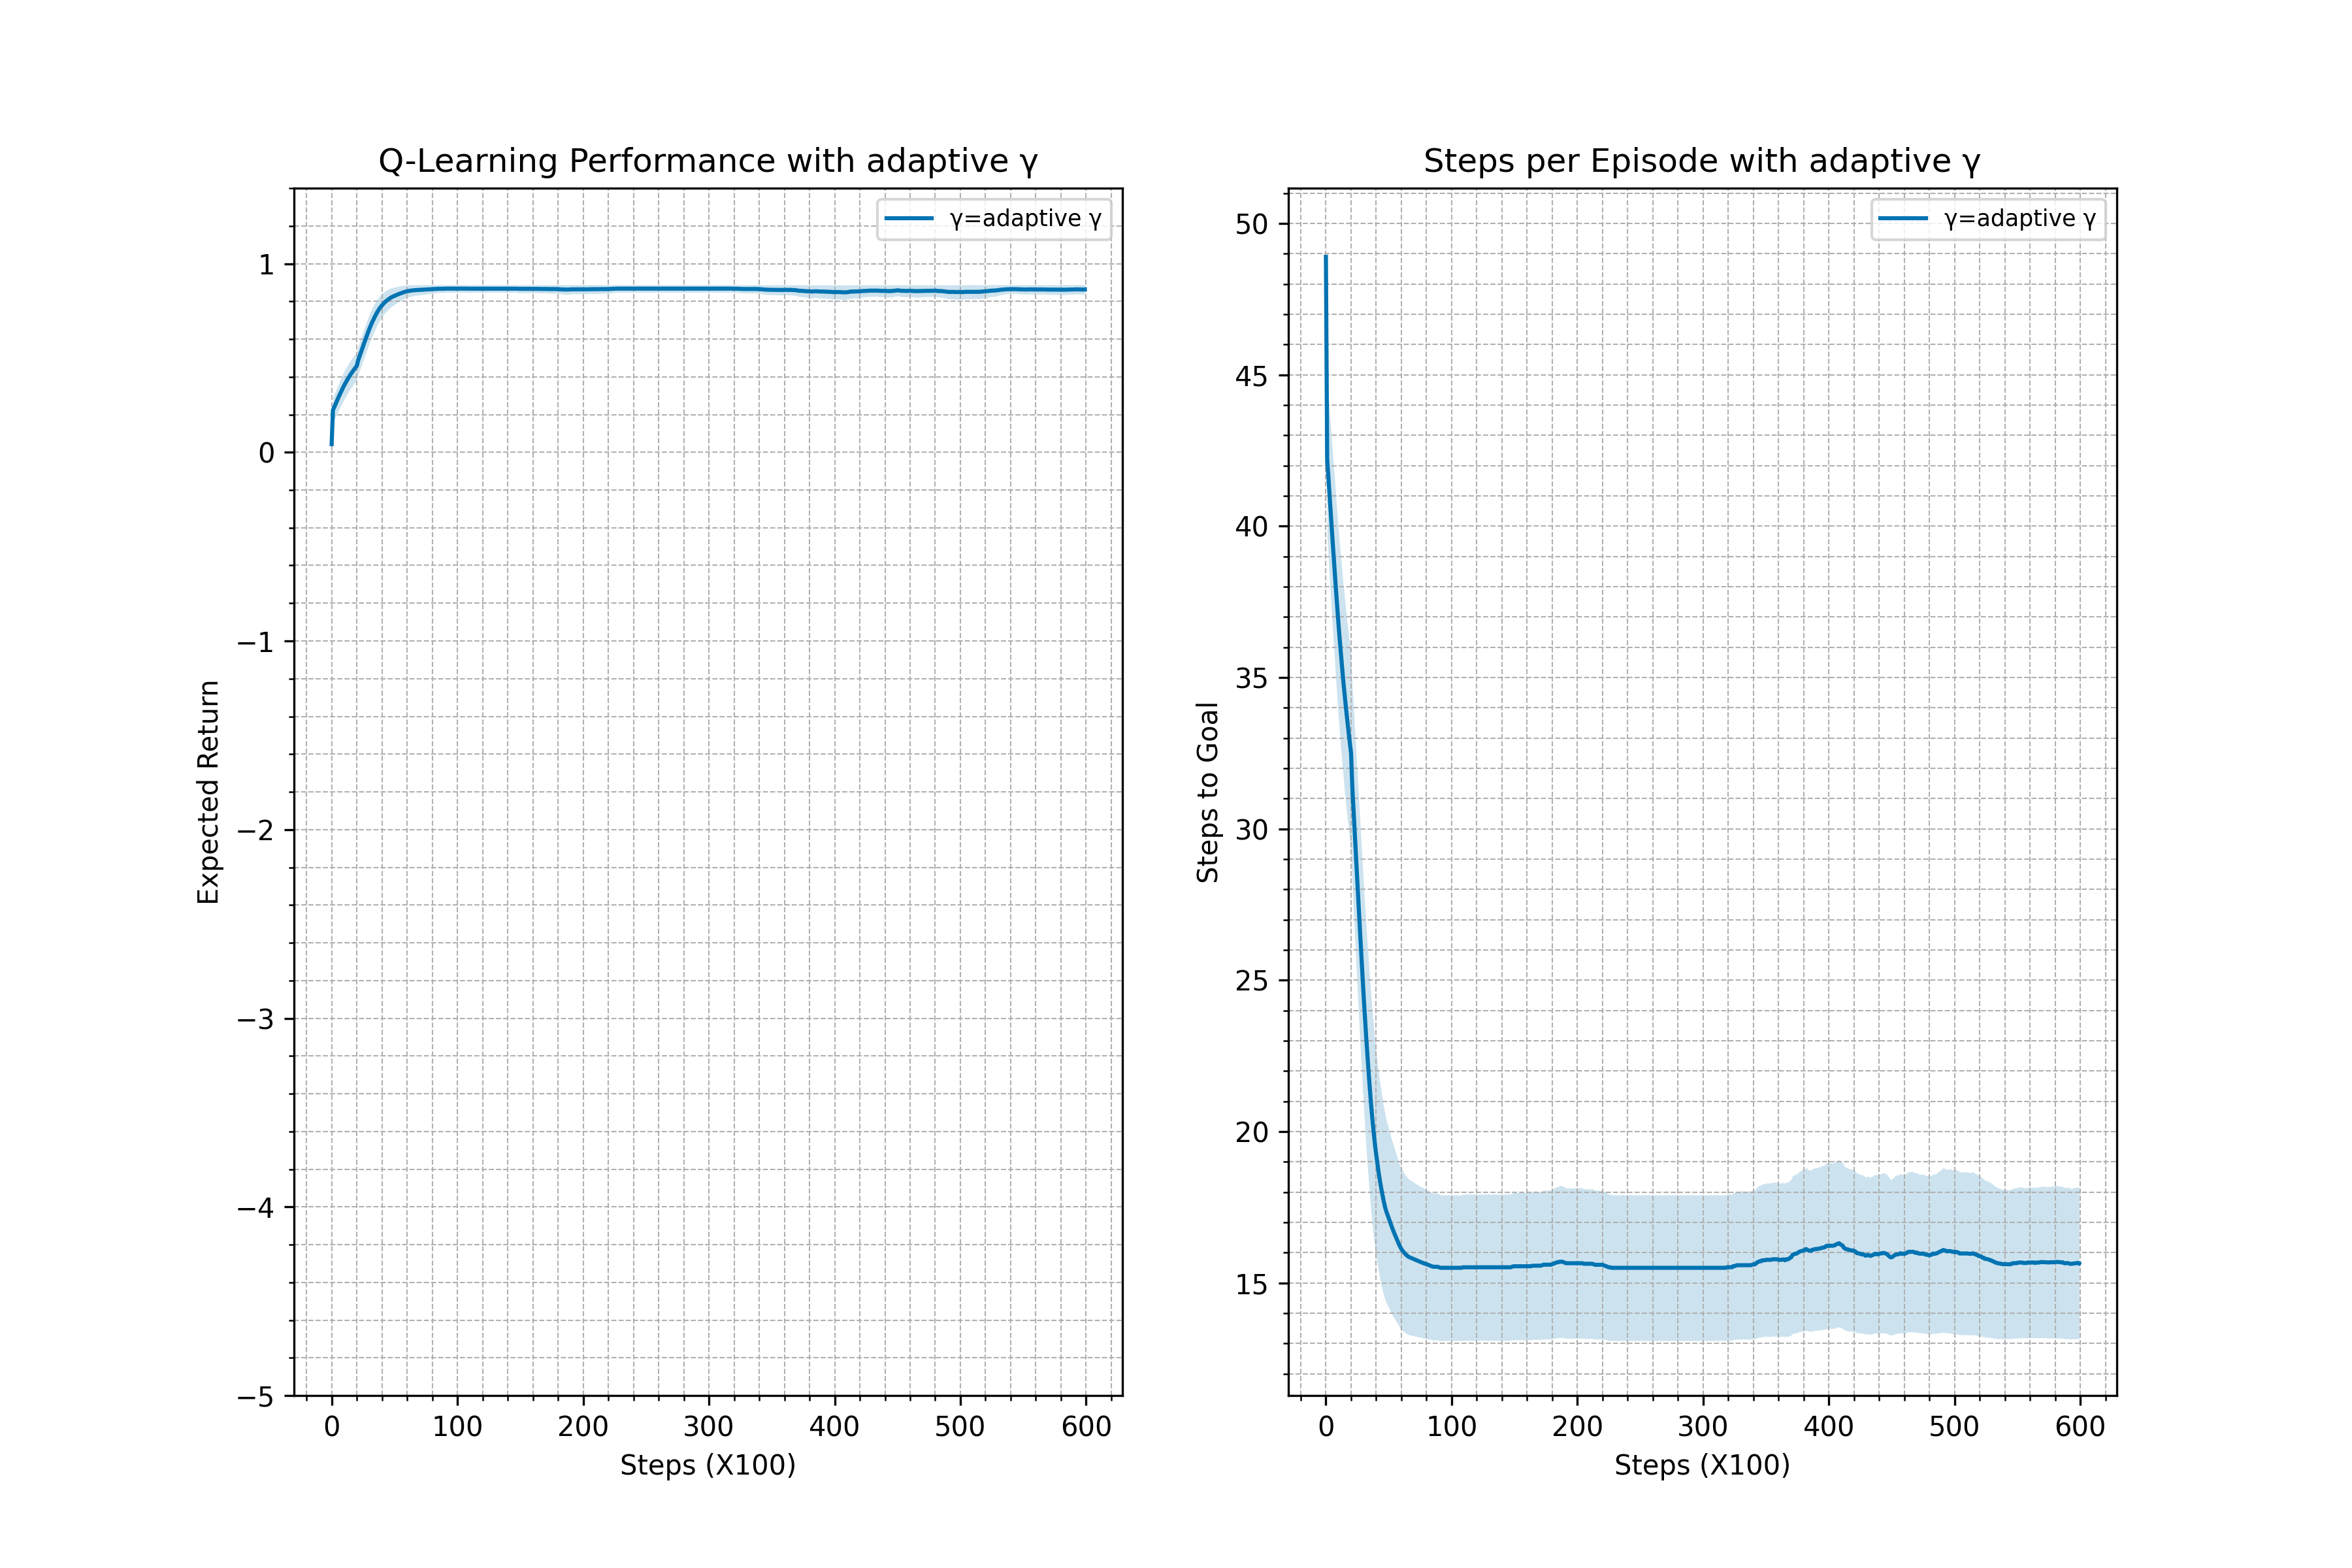 Q-Learning Performance with adaptive γ
γ=adaptive γ
1
0
−1
−2
−3
−4
−5
Expected Return
0 100 200 300 400 500 600
Steps (X100)
Steps per Episode with adaptive γ
γ=adaptive γ
50
45
40
35
30
25
20
15
Steps to Goal
0 100 200 300 400 500 600
Steps (X100)